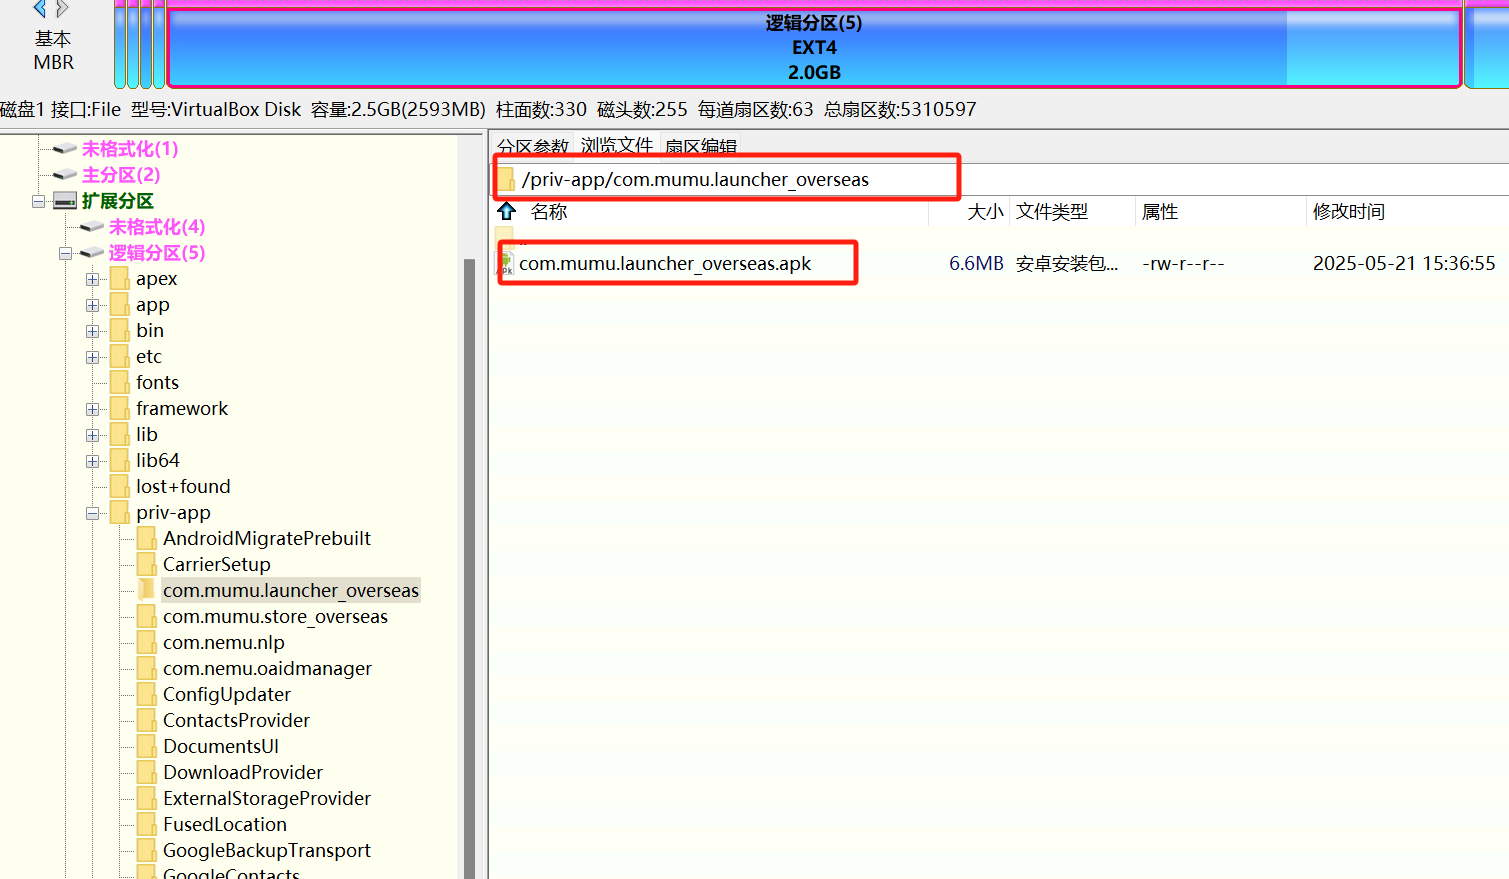 基本
MBR
逻辑分区(5)
EXT4
2.0GB
磁盘1 接口:File 型号:VirtualBox Disk 容量:2.5GB(2593MB) 柱面数:330 磁头数:255 每道扇区数:63 总扇区数:5310597
未格式化(1)
主分区(2)
扩展分区
未格式化(4)
逻辑分区(5)
apex
app
bin
etc
fonts
framework
lib
lib64
lost+found
priv-app
AndroidMigratePrebuilt
CarrierSetup
com.mumu.launcher_overseas
com.mumu.store_overseas
com.nemu.nlp
com.nemu.oaidmanager
ConfigUpdater
ContactsProvider
DocumentsUI
DownloadProvider
ExternalStorageProvider
FusedLocation
GoogleBackupTransport
GoogleContacts
分区参数 浏览文件 扇区编辑
/priv-app/com.mumu.launcher_overseas
名称 大小 文件类型 属性 修改时间
..
com.mumu.launcher_overseas.apk 6.6MB 安卓安装包... -rw-r--r-- 2025-05-21 15:36:55